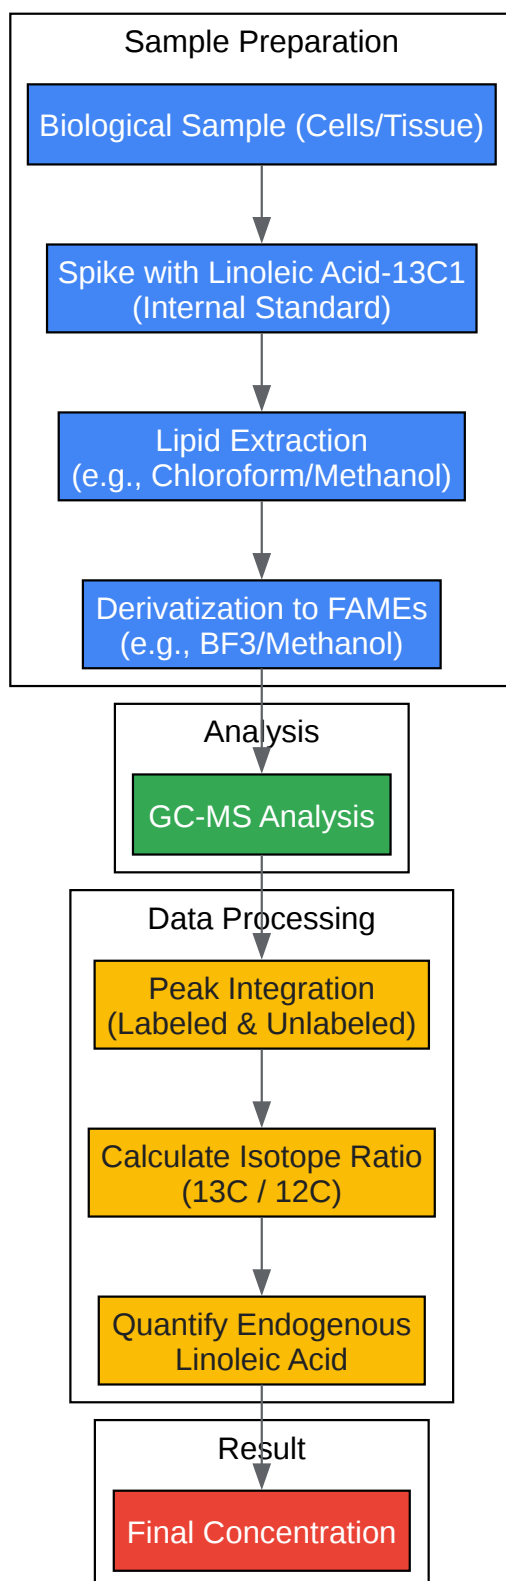 Sample Preparation
Biological Sample (Cells/Tissue)
Spike with Linoleic Acid-13C1
(Internal Standard)
Lipid Extraction
(e.g., Chloroform/Methanol)
Derivatization to FAMEs
(e.g., BF3/Methanol)
Analysis
GC-MS Analysis
Data Processing
Peak Integration
(Labeled & Unlabeled)
Calculate Isotope Ratio
(13C / 12C)
Quantify Endogenous
Linoleic Acid
Result
Final Concentration